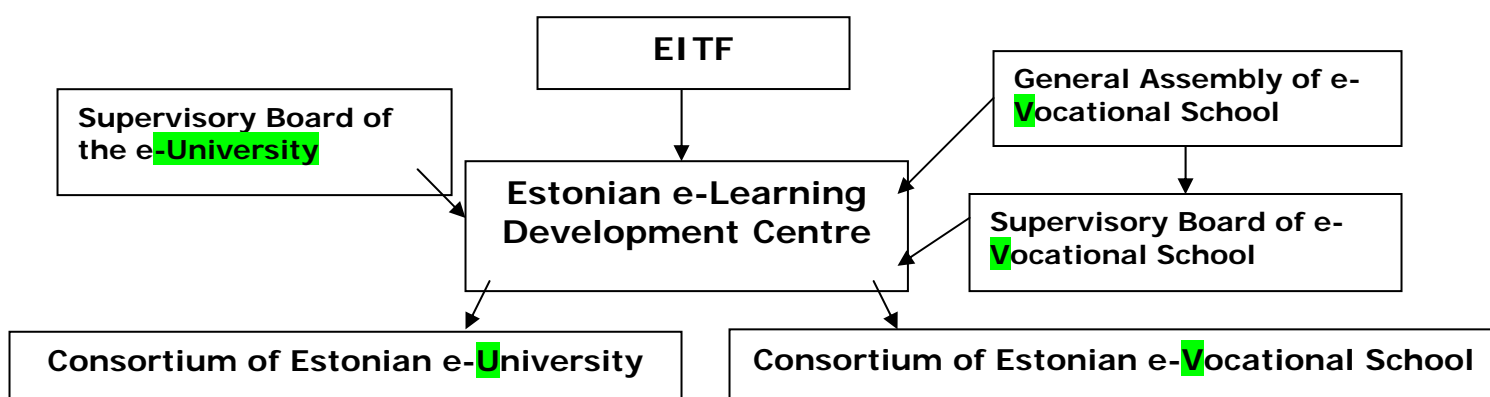 EITF
General Assembly of e-
Vocational School
Supervisory Board of
the e-University
Estonian e-Learning
Development Centre
Supervisory Board of e-
Vocational School
Consortium of Estonian e-University
Consortium of Estonian e-Vocational School